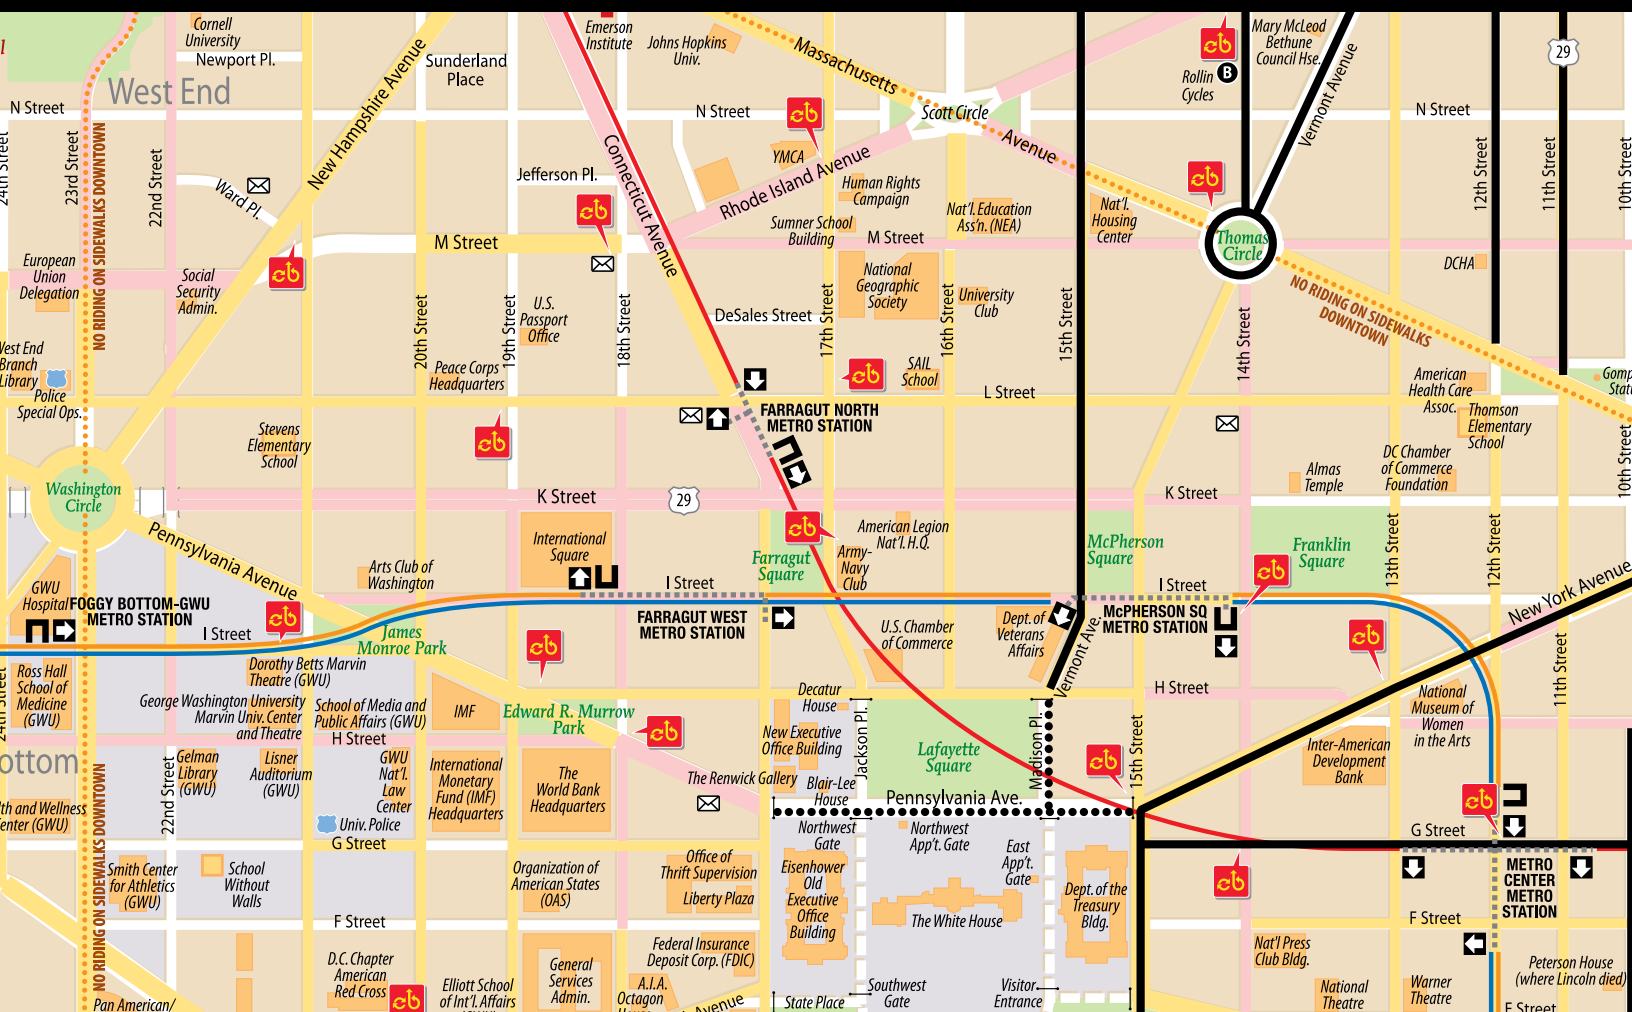 Cornell
University
Newport Pl.
West End
N Street
24th Street
23rd Street
NO RIDING ON SIDEWALKS DOWNTOWN
22nd Street
Ward Pl.
New Hampshire Avenue
Sunderland
Place
Emerson
Institute
Johns Hopkins
Univ.
Massachusetts
Avenue
Scott Circle
N Street
Connecticut Avenue
YMCA
Rhode Island Avenue
Jefferson Pl.
Human Rights
Campaign
Sumner School
Building
M Street
Nat'l. Education
Ass'n. (NEA)
Nat'l.
Housing
Center
Mary McLeod
Bethune
Council Hse.
Rollin
Cycles
B
Vermont Avenue
29
N Street
12th Street
11th Street
10th Street
Thomas
Circle
DCHA
NO RIDING ON SIDEWALKS
DOWNTOWN
European
Union
Delegation
Social
Security
Admin.
M Street
20th Street
19th Street
18th Street
U.S.
Passport
Office
Peace Corps
Headquarters
DeSales Street
17th Street
National
Geographic
Society
16th Street
University
Club
SAIL
School
15th Street
14th Street
L Street
West End
Branch
Library
Police
Special Ops.
Stevens
Elementary
School
FARRAGUT NORTH
METRO STATION
American
Health Care
Assoc.
Thomson
Elementary
School
DC Chamber
of Commerce
Foundation
Almas
Temple
10th Street
Washington
Circle
K Street
29
K Street
Pennsylvania Avenue
Arts Club of
Washington
International
Square
I Street
Farragut
Square
American Legion
Nat'l. H.Q.
Army-
Navy
Club
McPherson
Square
I Street
Franklin
Square
13th Street
12th Street
New York Avenue
GWU
Hospital
FOGGY BOTTOM-GWU
METRO STATION
I Street
James
Monroe Park
FARRAGUT WEST
METRO STATION
U.S. Chamber
of Commerce
Dept. of
Veterans
Affairs
Vermont Ave.
McPHERSON SQ
METRO STATION
11th Street
Ross Hall
School of
Medicine
(GWU)
24th Street
Dorothy Betts Marvin
Theatre (GWU)
George Washington University
Marvin Univ. Center
and Theatre
School of Media and
Public Affairs (GWU)
H Street
IMF
Edward R. Murrow
Park
Decatur
House
New Executive
Office Building
Jackson Pl.
Lafayette
Square
Madison Pl.
H Street
15th Street
National
Museum of
Women
in the Arts
Inter-American
Development
Bank
ottom
Gelman
Library
(GWU)
Lisner
Auditorium
(GWU)
GWU
Nat'l.
Law
Center
Univ. Police
International
Monetary
Fund (IMF)
Headquarters
The
World Bank
Headquarters
The Renwick Gallery
Blair-Lee
House
Pennsylvania Ave.
22nd Street
G Street
Northwest
Gate
Northwest
App't. Gate
East
App't.
Gate
G Street
METRO
CENTER
METRO
STATION
NO RIDING ON SIDEWALKS DOWNTOWN
Smith Center
for Athletics
(GWU)
School
Without
Walls
F Street
Organization of
American States
(OAS)
Office of
Thrift Supervision
Liberty Plaza
Eisenhower
Old
Executive
Office
Building
The White House
Dept. of the
Treasury
Bldg.
F Street
Nat'l Press
Club Bldg.
Peterson House
(where Lincoln died)
Federal Insurance
Deposit Corp. (FDIC)
D.C. Chapter
American
Red Cross
Elliott School
of Int'l. Affairs
General
Services
Admin.
A.I.A.
Octagon
Avenue
State Place
Southwest
Gate
Visitor
Entrance
National
Theatre
Warner
Theatre
E Street
Pan American/